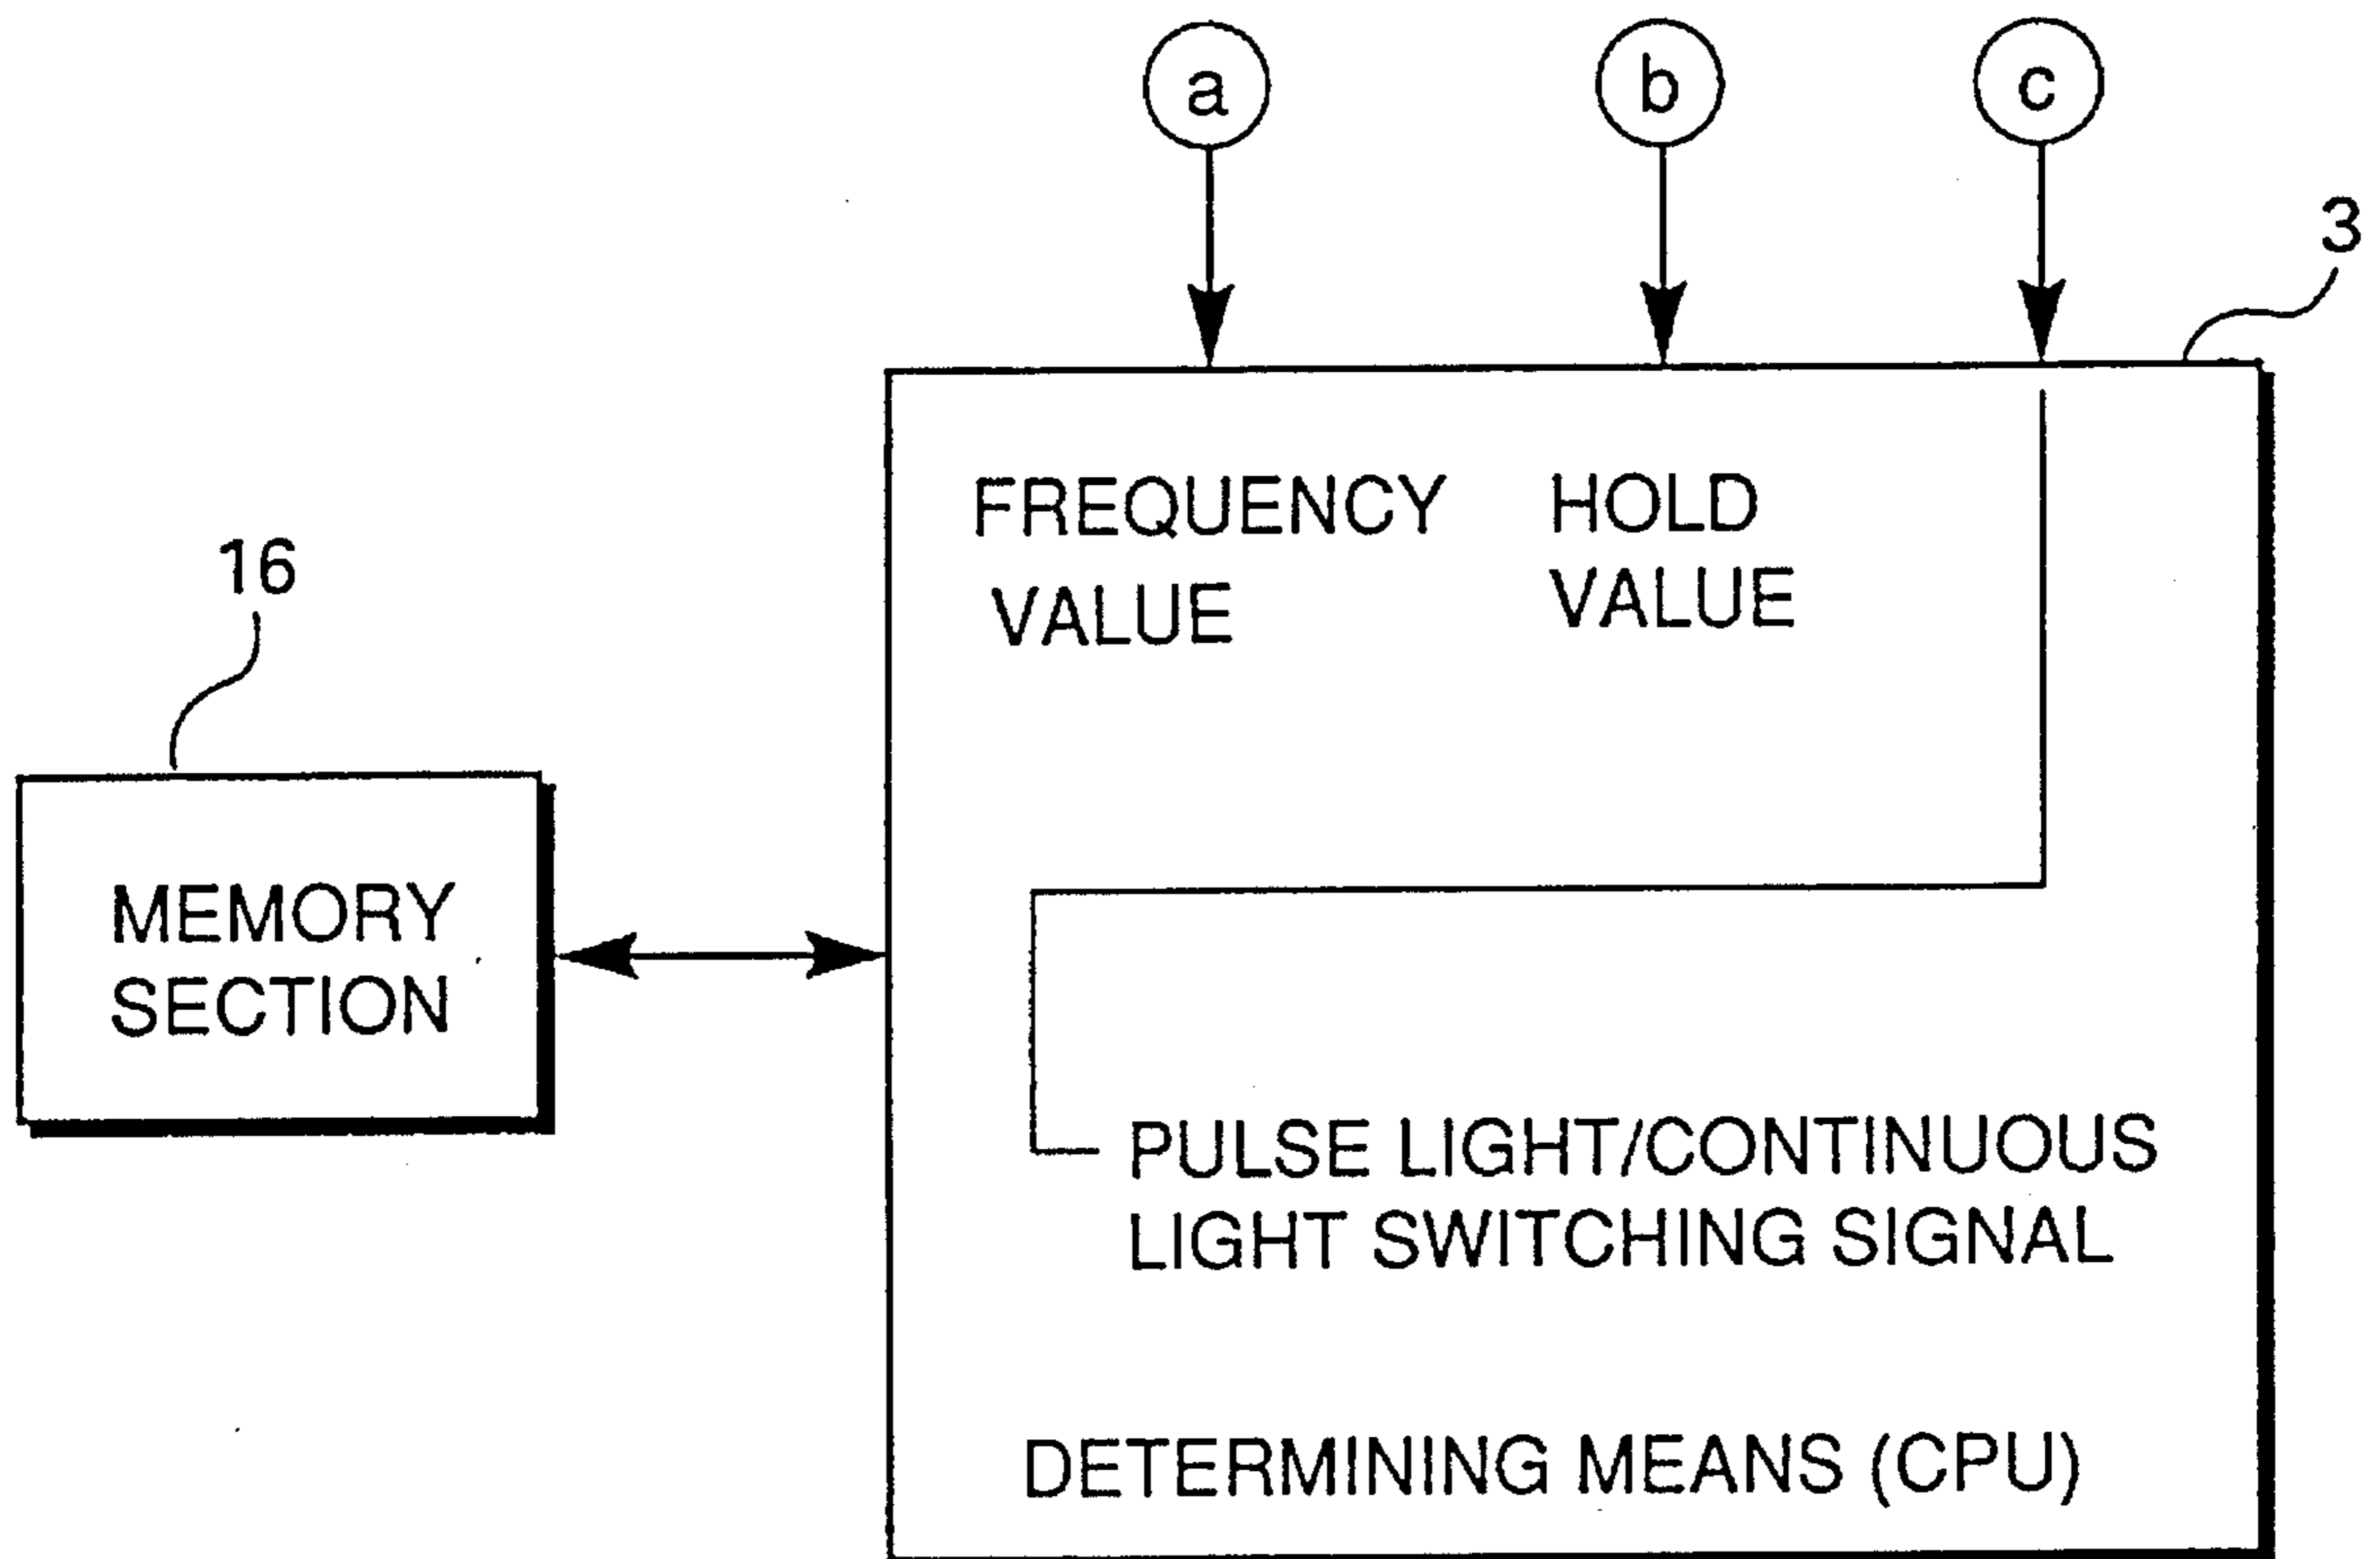 a b c
3
FREQUENCY
VALUE
HOLD
VALUE
16
MEMORY
SECTION
PULSE LIGHT/CONTINUOUS
LIGHT SWITCHING SIGNAL
DETERMINING MEANS (CPU)